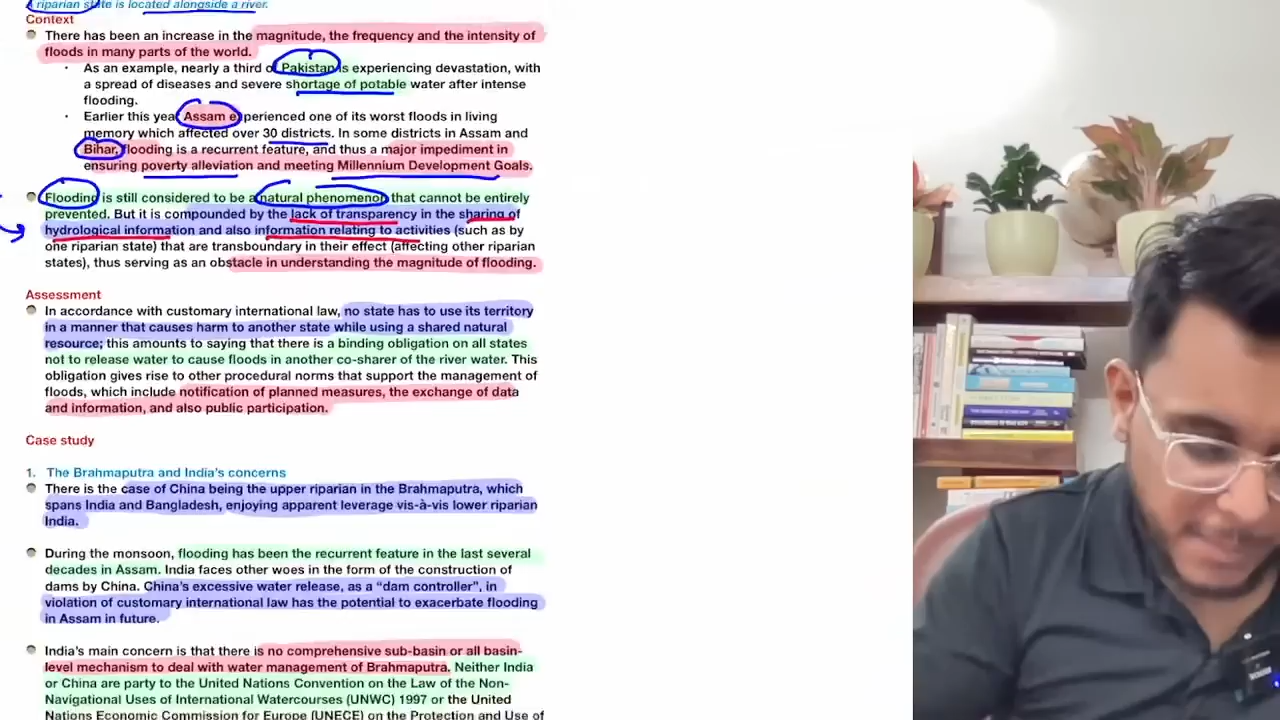 A riparian state is located alongside a river.
Context
There has been an increase in the magnitude, the frequency and the intensity of
floods in many parts of the world.
As an example, nearly a third of Pakistan is experiencing devastation, with
a spread of diseases and severe shortage of potable water after intense
flooding.
Earlier this year Assam experienced one of its worst floods in living
memory which affected over 30 districts. In some districts in Assam and
Bihar, flooding is a recurrent feature, and thus a major impediment in
ensuring poverty alleviation and meeting Millennium Development Goals.
Flooding is still considered to be a natural phenomenon that cannot be entirely
prevented. But it is compounded by the lack of transparency in the sharing of
hydrological information and also information relating to activities (such as by
one riparian state) that are transboundary in their effect (affecting other riparian
states), thus serving as an obstacle in understanding the magnitude of flooding.
Assessment
In accordance with customary international law, no state has to use its territory
in a manner that causes harm to another state while using a shared natural
resource; this amounts to saying that there is a binding obligation on all states
not to release water to cause floods in another co-sharer of the river water. This
obligation gives rise to other procedural norms that support the management of
floods, which include notification of planned measures, the exchange of data
and information, and also public participation.
Case study
1. The Brahmaputra and India's concerns
There is the case of China being the upper riparian in the Brahmaputra, which
spans India and Bangladesh, enjoying apparent leverage vis-à-vis lower riparian
India.
During the monsoon, flooding has been the recurrent feature in the last several
decades in Assam. India faces other woes in the form of the construction of
dams by China. China's excessive water release, as a "dam controller", in
violation of customary international law has the potential to exacerbate flooding
in Assam in future.
India's main concern is that there is no comprehensive sub-basin or all basin-
level mechanism to deal with water management of Brahmaputra. Neither India
or China are party to the United Nations Convention on the Law of the Non-
Navigational Uses of International Watercourses (UNWC) 1997 or the United
Nations Economic Commission for Europe (UNECE) on the Protection and Use of